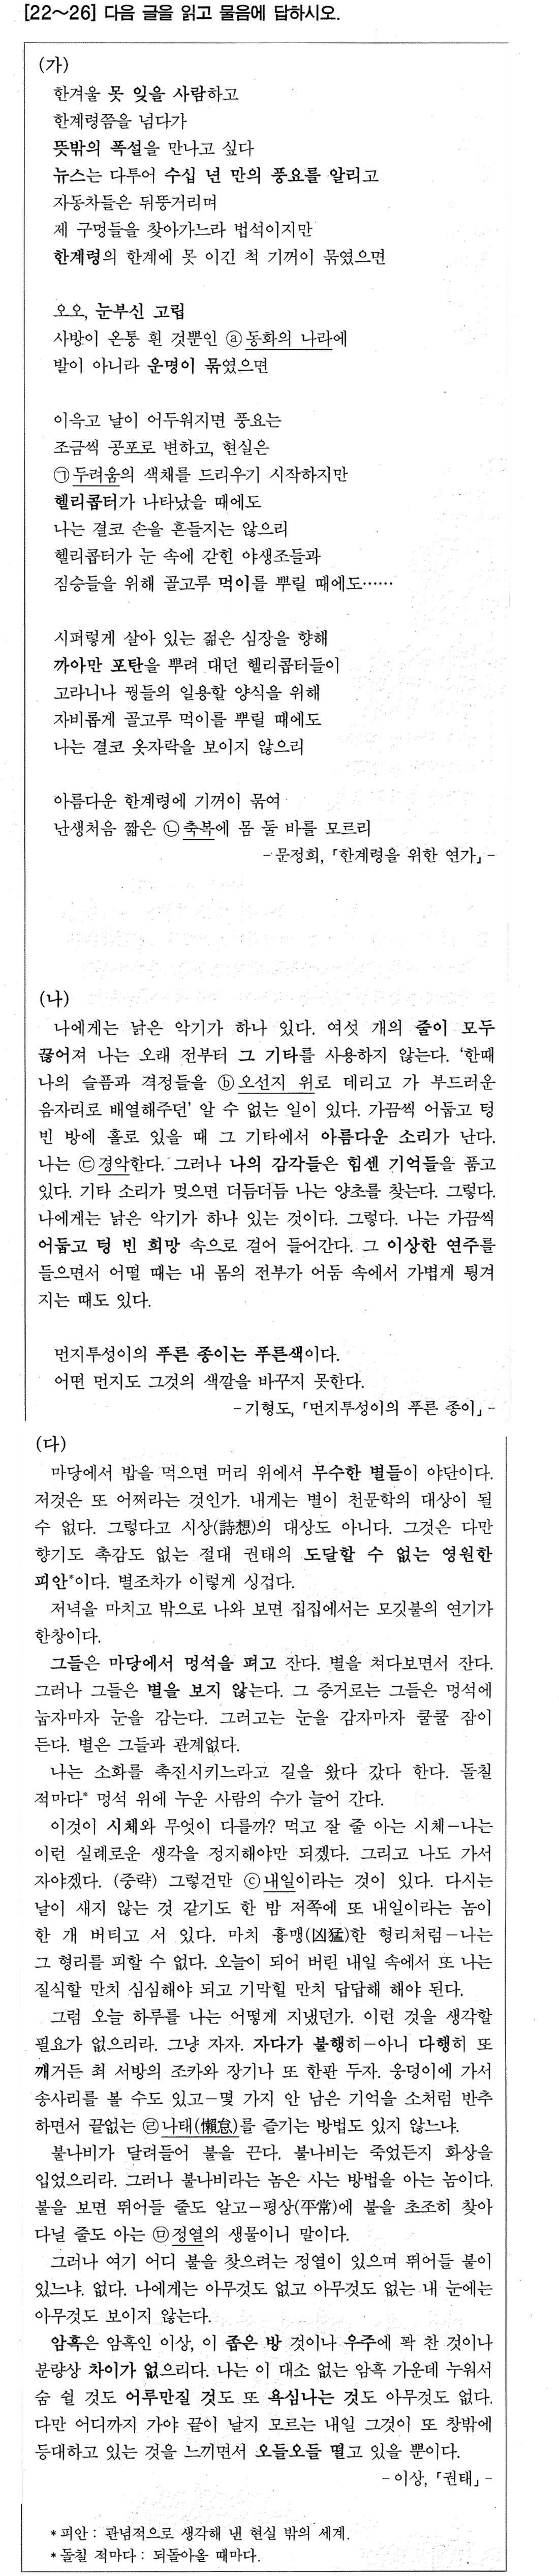 [22～26] 다음 글을 읽고 물음에 답하시오.
(가)
한겨울 못 잊을 사람하고
한계령쯤을 넘다가
뜻밖의 폭설을 만나고 싶다
뉴스는 다투어 수십 년 만의 풍요를 알리고
자동차들은 뒤뚱거리며
제 구멍들을 찾아가느라 법석이지만
한계령의 한계에 못 이긴 척 기꺼이 묶였으면
오오, 눈부신 고립
사방이 온통 흰 것뿐인 ⓐ동화의 나라에
발이 아니라 운명이 묶였으면
이윽고 날이 어두워지면 풍요는
조금씩 공포로 변하고, 현실은
㉠두려움의 색채를 드리우기 시작하지만
헬리콥터가 나타났을 때에도
나는 결코 손을 흔들지는 않으리
헬리콥터가 눈 속에 갇힌 야생조들과
짐승들을 위해 골고루 먹이를 뿌릴 때에도……
시퍼렇게 살아 있는 젊은 심장을 향해
까아만 포탄을 뿌려 대던 헬리콥터들이
고라니나 꿩들의 일용할 양식을 위해
자비롭게 골고루 먹이를 뿌릴 때에도
나는 결코 옷자락을 보이지 않으리
아름다운 한계령에 기꺼이 묶여
난생처음 짧은 ㉡축복에 몸 둘 바를 모르리
- 문정희, 「한계령을 위한 연가」 -
(나)
나에게는 낡은 악기가 하나 있다. 여섯 개의 줄이 모두
끊어져 나는 오래 전부터 그 기타를 사용하지 않는다. ‘한때
나의 슬픔과 격정들을 ⓑ오선지 위로 데리고 가 부드러운
음자리로 배열해주던’ 알 수 없는 일이 있다. 가끔씩 어둡고 텅
빈 방에 홀로 있을 때 그 기타에서 아름다운 소리가 난다.
나는 ㉢경악한다. 그러나 나의 감각들은 힘센 기억들을 품고
있다. 기타 소리가 멎으면 더듬더듬 나는 양초를 찾는다. 그렇다.
나에게는 낡은 악기가 하나 있는 것이다. 그렇다. 나는 가끔씩
어둡고 텅 빈 희망 속으로 걸어 들어간다. 그 이상한 연주를
들으면서 어떨 때는 내 몸의 전부가 어둠 속에서 가볍게 튕겨
지는 때도 있다.
먼지투성이의 푸른 종이는 푸른색이다.
어떤 먼지도 그것의 색깔을 바꾸지 못한다.
- 기형도, 「먼지투성이의 푸른 종이」 -
(다)
마당에서 밥을 먹으면 머리 위에서 무수한 별들이 야단이다.
저것은 또 어쩌라는 것인가. 내게는 별이 천문학의 대상이 될
수 없다. 그렇다고 시상(詩想)의 대상도 아니다. 그것은 다만
향기도 촉감도 없는 절대 권태의 도달할 수 없는 영원한
피안*이다. 별조차가 이렇게 싱겁다.
저녁을 마치고 밖으로 나와 보면 집집에서는 모깃불의 연기가
한창이다.
그들은 마당에서 멍석을 펴고 잔다. 별을 쳐다보면서 잔다.
그러나 그들은 별을 보지 않는다. 그 증거로는 그들은 멍석에
눕자마자 눈을 감는다. 그러고는 눈을 감자마자 쿨쿨 잠이
든다. 별은 그들과 관계없다.
나는 소화를 촉진시키느라고 길을 왔다 갔다 한다. 돌칠
적마다* 멍석 위에 누운 사람의 수가 늘어 간다.
이것이 시체와 무엇이 다를까? 먹고 잘 줄 아는 시체－나는
이런 실례로운 생각을 정지해야만 되겠다. 그리고 나도 가서
자야겠다. (중략) 그렇건만 ⓒ내일이라는 것이 있다. 다시는
날이 새지 않는 것 같기도 한 밤 저쪽에 또 내일이라는 놈이
한 개 버티고 서 있다. 마치 흉맹(凶猛)한 형리처럼－나는
그 형리를 피할 수 없다. 오늘이 되어 버린 내일 속에서 또 나는
질식할 만치 심심해야 되고 기막힐 만치 답답해 해야 된다.
그럼 오늘 하루를 나는 어떻게 지냈던가. 이런 것을 생각할
필요가 없으리라. 그냥 자자. 자다가 불행히－아니 다행히 또
깨거든 최 서방의 조카와 장기나 또 한판 두자. 웅덩이에 가서
송사리를 볼 수도 있고－몇 가지 안 남은 기억을 소처럼 반추
하면서 끝없는 ㉣나태(懶怠)를 즐기는 방법도 있지 않느냐.
불나비가 달려들어 불을 끈다. 불나비는 죽었든지 화상을
입었으리라. 그러나 불나비라는 놈은 사는 방법을 아는 놈이다.
불을 보면 뛰어들 줄도 알고－평상(平常)에 불을 초조히 찾아
다닐 줄도 아는 ㉤정열의 생물이니 말이다.
그러나 여기 어디 불을 찾으려는 정열이 있으며 뛰어들 불이
있느냐. 없다. 나에게는 아무것도 없고 아무것도 없는 내 눈에는
아무것도 보이지 않는다.
암흑은 암흑인 이상, 이 좁은 방 것이나 우주에 꽉 찬 것이나
분량상 차이가 없으리다. 나는 이 대소 없는 암흑 가운데 누워서
숨 쉴 것도 어루만질 것도 또 욕심나는 것도 아무것도 없다.
다만 어디까지 가야 끝이 날지 모르는 내일 그것이 또 창밖에
등대하고 있는 것을 느끼면서 오들오들 떨고 있을 뿐이다.
- 이상, 「권태」 -
* 피안 : 관념적으로 생각해 낸 현실 밖의 세계.
* 돌칠 적마다 : 되돌아올 때마다.